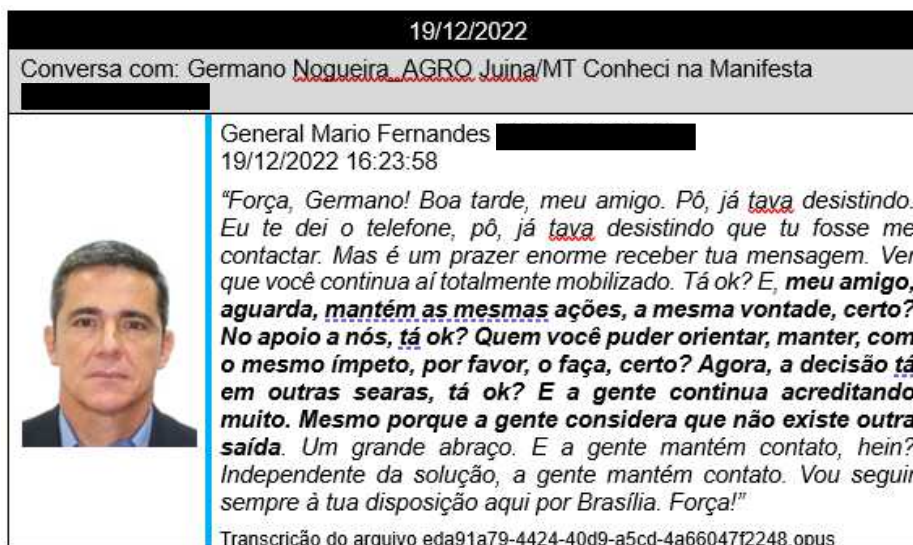 19/12/2022
Conversa com: Germano Nogueira_AGRO Juina/MT Conheci na Manifesta
General Mario Fernandes
19/12/2022 16:23:58
“Força, Germano! Boa tarde, meu amigo. Pô, já tava desistindo.
Eu te dei o telefone, pô, já tava desistindo que tu fosse me
contactar. Mas é um prazer enorme receber tua mensagem. Ver
que você continua aí totalmente mobilizado. Tá ok? E, meu amigo,
aguarda, mantém as mesmas ações, a mesma vontade, certo?
No apoio a nós, tá ok? Quem você puder orientar, manter, com
o mesmo ímpeto, por favor, o faça, certo? Agora, a decisão tá
em outras searas, tá ok? E a gente continua acreditando
muito. Mesmo porque a gente considera que não existe outra
saída. Um grande abraço. E a gente mantém contato, hein?
Independente da solução, a gente mantém contato. Vou seguir
sempre à tua disposição aqui por Brasília. Força!”
Transcrição do arquivo eda91a79-4424-40d9-a5cd-4a66047f2248.opus